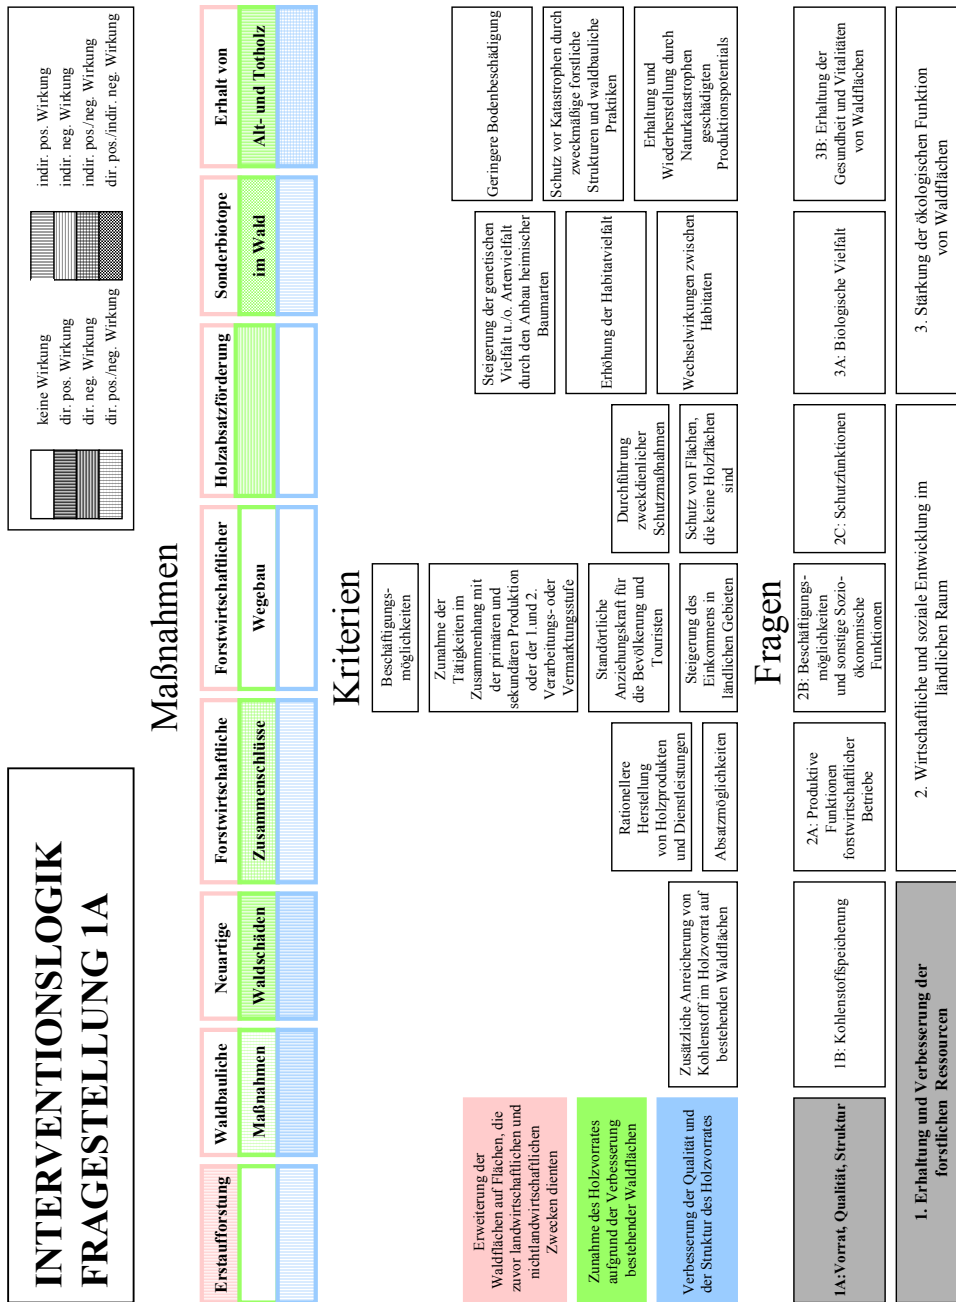 INTERVENTIONSLOGIK
FRAGESTELLUNG 1A
keine Wirkung
dir. pos. Wirkung
dir. neg. Wirkung
dir. pos./neg. Wirkung
indir. pos. Wirkung
indir. neg. Wirkung
indir. pos./neg. Wirkung
dir. pos./indir. neg. Wirkung
Maßnahmen
Erstaufforstung
Waldbauliche
Maßnahmen
Neuartige
Waldschäden
Forstwirtschaftliche
Zusammenschlüsse
Forstwirtschaftlicher
Wegebau
Holzabsatzförderung
Sonderbiotope
im Wald
Erhalt von
Alt- und Totholz
Kriterien
Erweiterung der
Waldflächen auf Flächen, die
zuvor landwirtschaftlichen und
nichtlandwirtschaftlichen
Zwecken dienten
Zunahme des Holzvorrates
aufgrund der Verbesserung
bestehender Waldflächen
Verbesserung der Qualität und
der Struktur des Holzvorrates
Zusätzliche Anreicherung von
Kohlenstoff im Holzvorrat auf
bestehenden Waldflächen
Rationellere
Herstellung
von Holzprodukten
und Dienstleistungen
Absatzmöglichkeiten
Beschäftigungs-
möglichkeiten
Zunahme der
Tätigkeiten im
Zusammenhang mit
der primären und
sekundären Produktion
oder der 1.und 2.
Verarbeitungs- oder
Vermarktungsstufe
Standörtliche
Anziehungskraft für
die Bevölkerung und
Touristen
Steigerung des
Einkommens in
ländlichen Gebieten
Durchführung
zweckdienlicher
Schutzmaßnahmen
Schutz von Flächen,
die keine Holzflächen
sind
Steigerung der genetischen
Vielfalt u./o. Artenvielfalt
durch den Anbau heimischer
Baumarten
Erhöhung der Habitatvielfalt
Wechselwirkungen zwischen
Habitaten
Geringere Bodenbeschädigung
Schutz vor Katastrophen durch
zweckmäßige forstliche
Strukturen und waldbauliche
Praktiken
Erhaltung und
Wiederherstellung durch
Naturkatastrophen
geschädigten
Produktionspotentials
Fragen
1A:Vorrat, Qualität, Struktur
1B: Kohlenstoffspeicherung
2A: Produktive
Funktionen
forstwirtschaftlicher
Betriebe
2B: Beschäftigungs-
möglichkeiten
und sonstige Sozio-
ökonomische
Funktionen
2C: Schurzfunktionen
3A: Biologische Vielfalt
3B: Erhaltung der
Gesundheit und Vitalitäten
von Waldflächen
1. Erhaltung und Verbesserung der
forstlichen Ressourcen
2. Wirtschaftliche und soziale Entwicklung im
ländlichen Raum
3. Stärkung der ökologischen Funktion
von Waldflächen